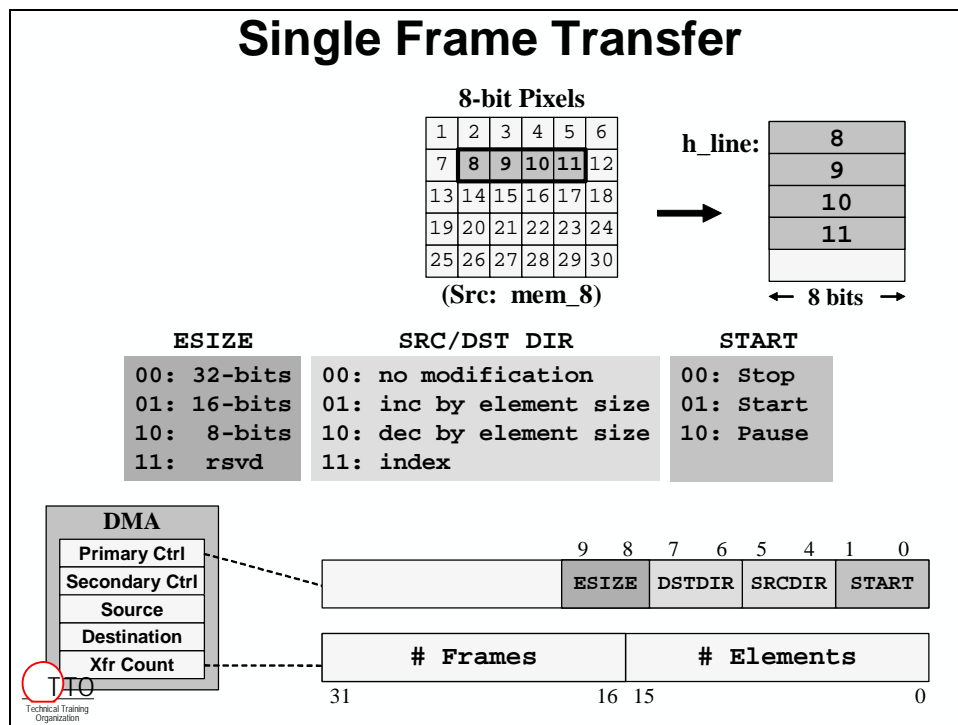 Single Frame Transfer
8-bit Pixels
1 2 3 4 5 6
7 8 9 10 11 12
13 14 15 16 17 18
19 20 21 22 23 24
25 26 27 28 29 30
(Src: mem_8)
h_line:
8
9
10
11
8 bits
ESIZE
00: 32-bits
01: 16-bits
10: 8-bits
11: rsvd
SRC/DST DIR
00: no modification
01: inc by element size
10: dec by element size
11: index
START
00: Stop
01: Start
10: Pause
DMA
Primary Ctrl
Secondary Ctrl
Source
Destination
Xfr Count
9 8 7 6 5 4 1 0
ESIZE DSTDIR SRCDIR START
# Frames # Elements
31 16 15 0
TTO
Technical Training
Organization